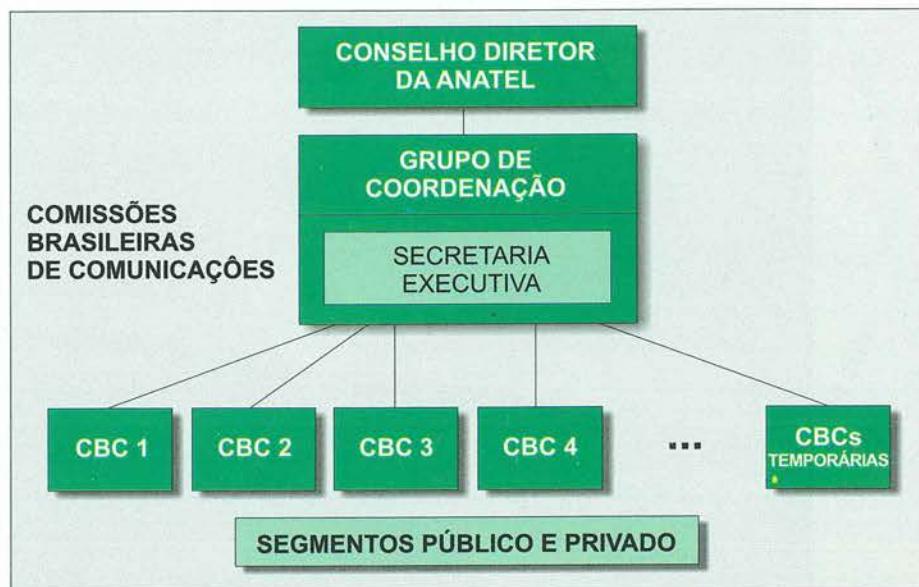 CONSELHO DIRETOR
DA ANATEL
GRUPO DE
COORDENAÇÃO
COMISSÕES
BRASILEIRAS
DE COMUNICAÇÔES
SECRETARIA
EXECUTIVA
CBC 1
CBC 2
CBC 3
CBC 4
...
CBCs
TEMPORÁRIAS
SEGMENTOS PÚBLICO E PRIVADO